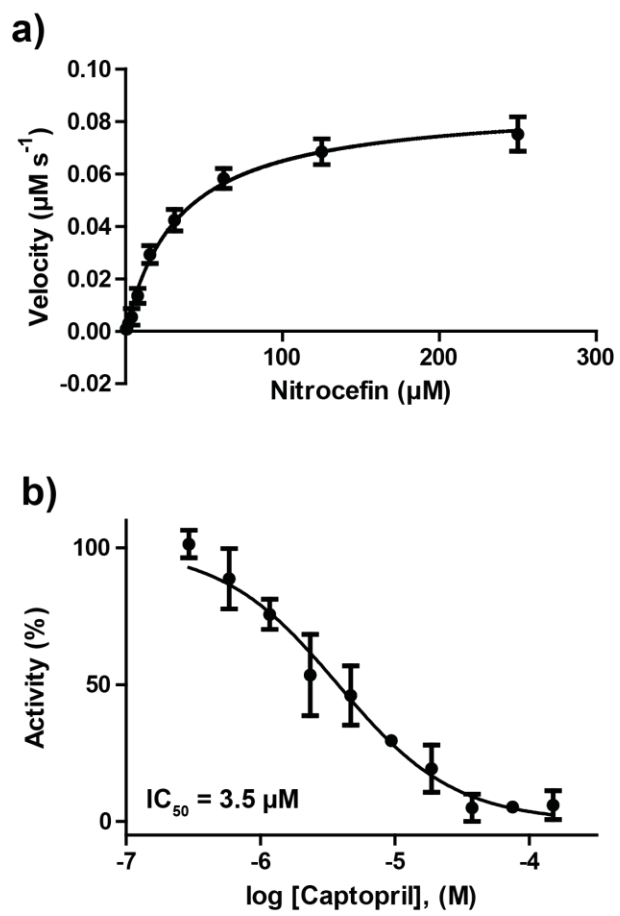 a)
Velocity (µM s⁻¹)
0.10
0.08
0.06
0.04
0.02
0.00
-0.02
100
200
300
Nitrocefin (µM)
b)
Activity (%)
100
50
0
IC₅₀ = 3.5 µM
-7
-6
-5
-4
log [Captopril], (M)